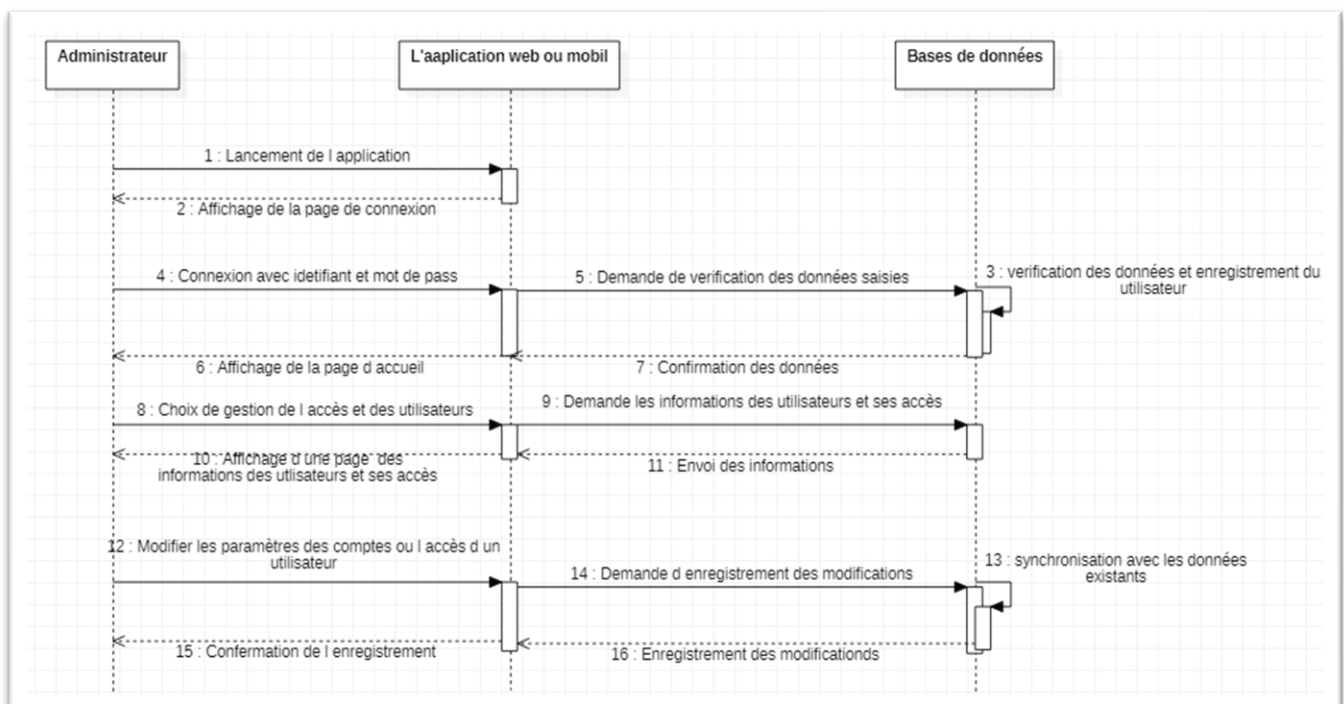 Administrateur
L'aaplication web ou mobil
Bases de données
1 : Lancement de l application
2 : Affichage de la page de connexion
4 : Connexion avec idetifiant et mot de pass
5 : Demande de verification des données saisies
3 : verification des données et enregistrement du
utilisateur
6 : Affichage de la page d accueil
7 : Confirmation des données
8 : Choix de gestion de l accès et des utilisateurs
9 : Demande les informations des utilisateurs et ses accès
10 : Affichage d une page  des
informations des utlisateurs et ses accès
11 : Envoi des informations
12 : Modifier les paramètres des comptes ou l accès d un
utilisateur
13 : synchronisation avec les données
existants
14 : Demande d enregistrement des modifications
15 : Confermation de l enregistrement
16 : Enregistrement des modificationds